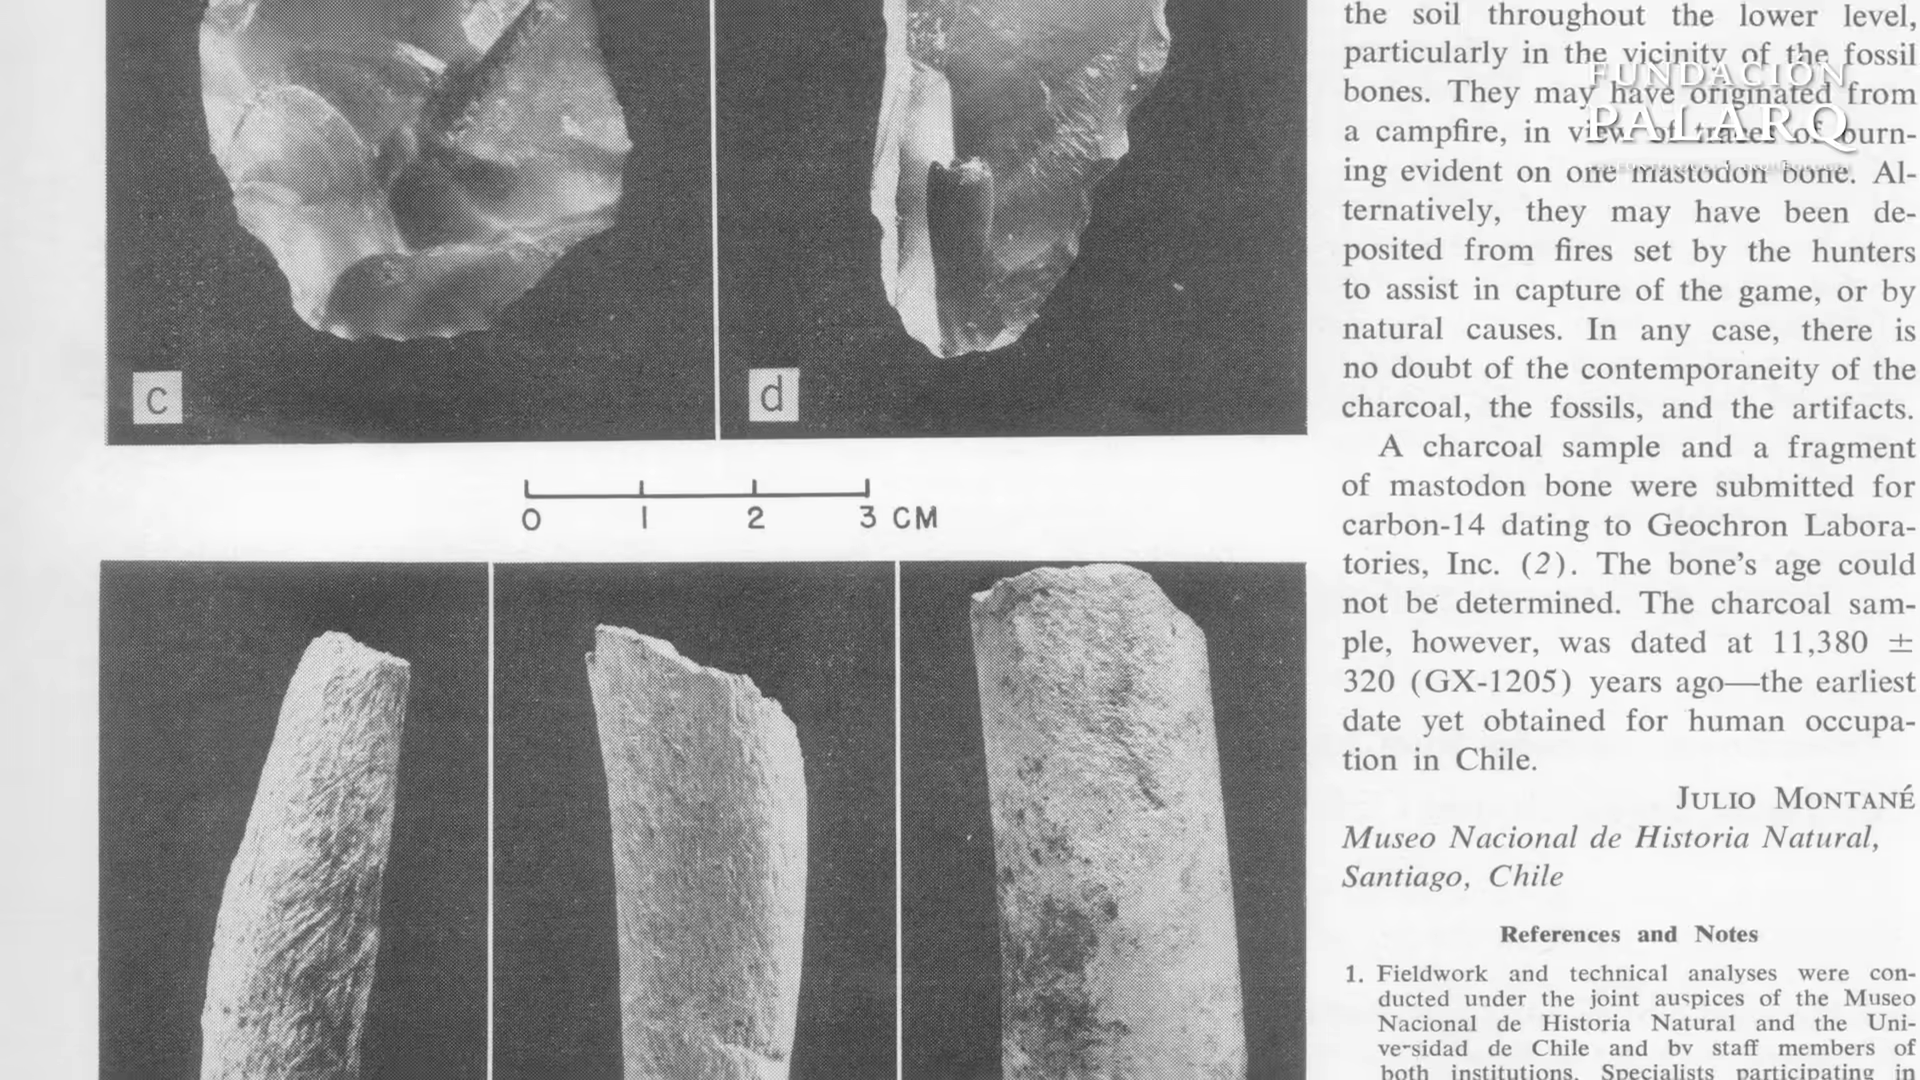 c
d
0 1 2 3 CM
the soil throughout the lower level,
particularly in the vicinity of the fossil
bones. They may have originated from
a campfire, in view of traces of burn-
ing evident on one mastodon bone. Al-
ternatively, they may have been de-
posited from fires set by the hunters
to assist in capture of the game, or by
natural causes. In any case, there is
no doubt of the contemporaneity of the
charcoal, the fossils, and the artifacts.
A charcoal sample and a fragment
of mastodon bone were submitted for
carbon-14 dating to Geochron Labora-
tories, Inc. (2). The bone's age could
not be determined. The charcoal sam-
ple, however, was dated at 11,380 ±
320 (GX-1205) years ago—the earliest
date yet obtained for human occupa-
tion in Chile.
JULIO MONTANÉ
Museo Nacional de Historia Natural,
Santiago, Chile
References and Notes
1. Fieldwork and technical analyses were con-
ducted under the joint auspices of the Museo
Nacional de Historia Natural and the Uni-
versidad de Chile and by staff members of
both institutions. Specialists participating in
FUNDACIÓN
PALARQ